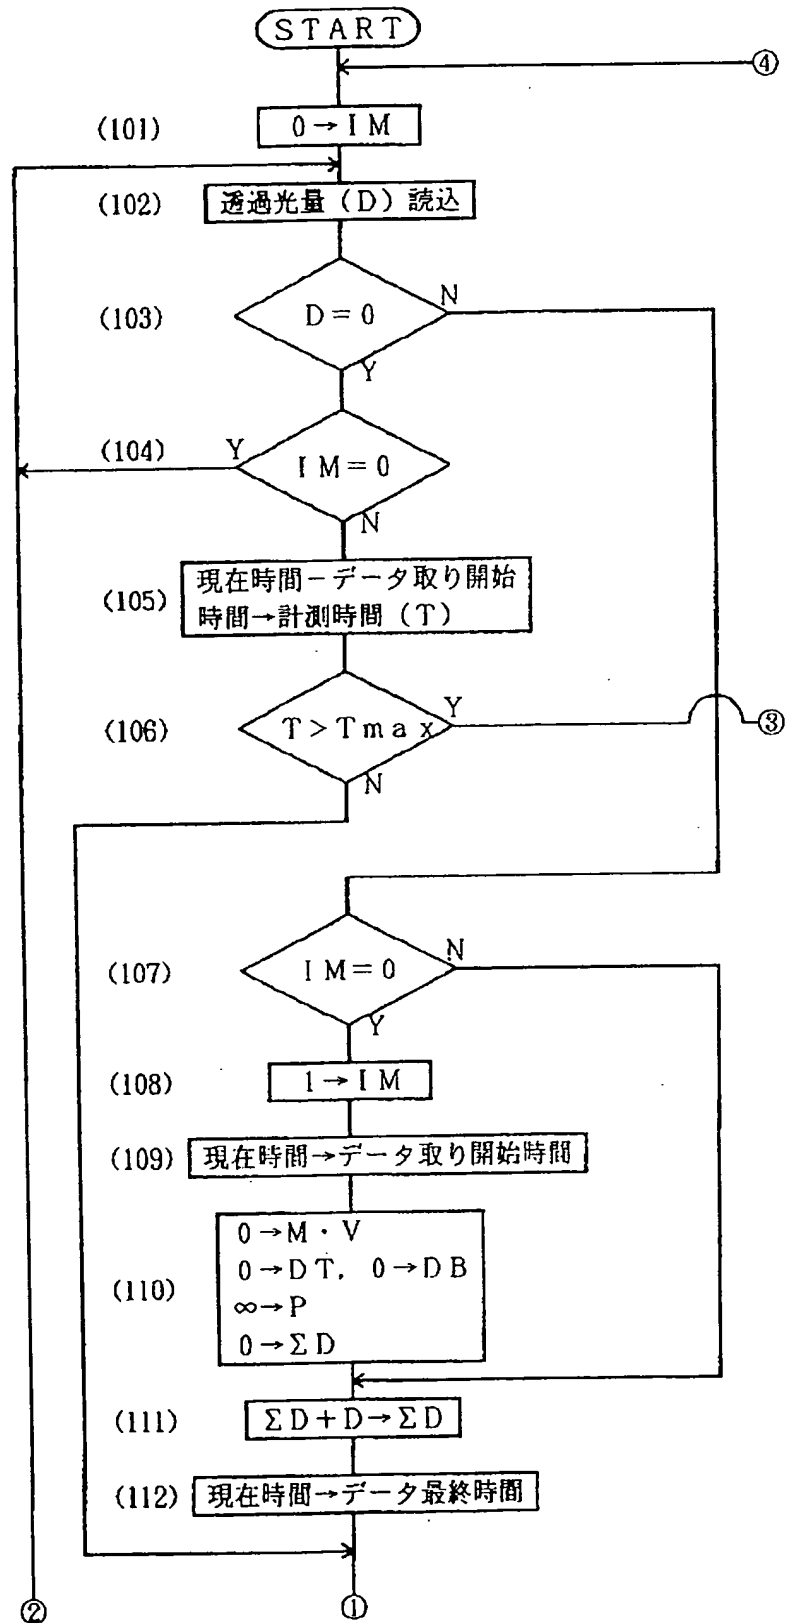 START
④
(101)
0→IM
(102)
透過光量(D)読込
(103)
D=0
N
Y
(104)
Y
IM=0
N
(105)
現在時間－データ取り開始
時間→計測時間(T)
(106)
T>Tmax
Y
③
N
(107)
IM=0
N
Y
(108)
1→IM
(109)
現在時間→データ取り開始時間
(110)
0→M・V
0→DT, 0→DB
∞→P
0→ΣD
(111)
ΣD+D→ΣD
(112)
現在時間→データ最終時間
②
①